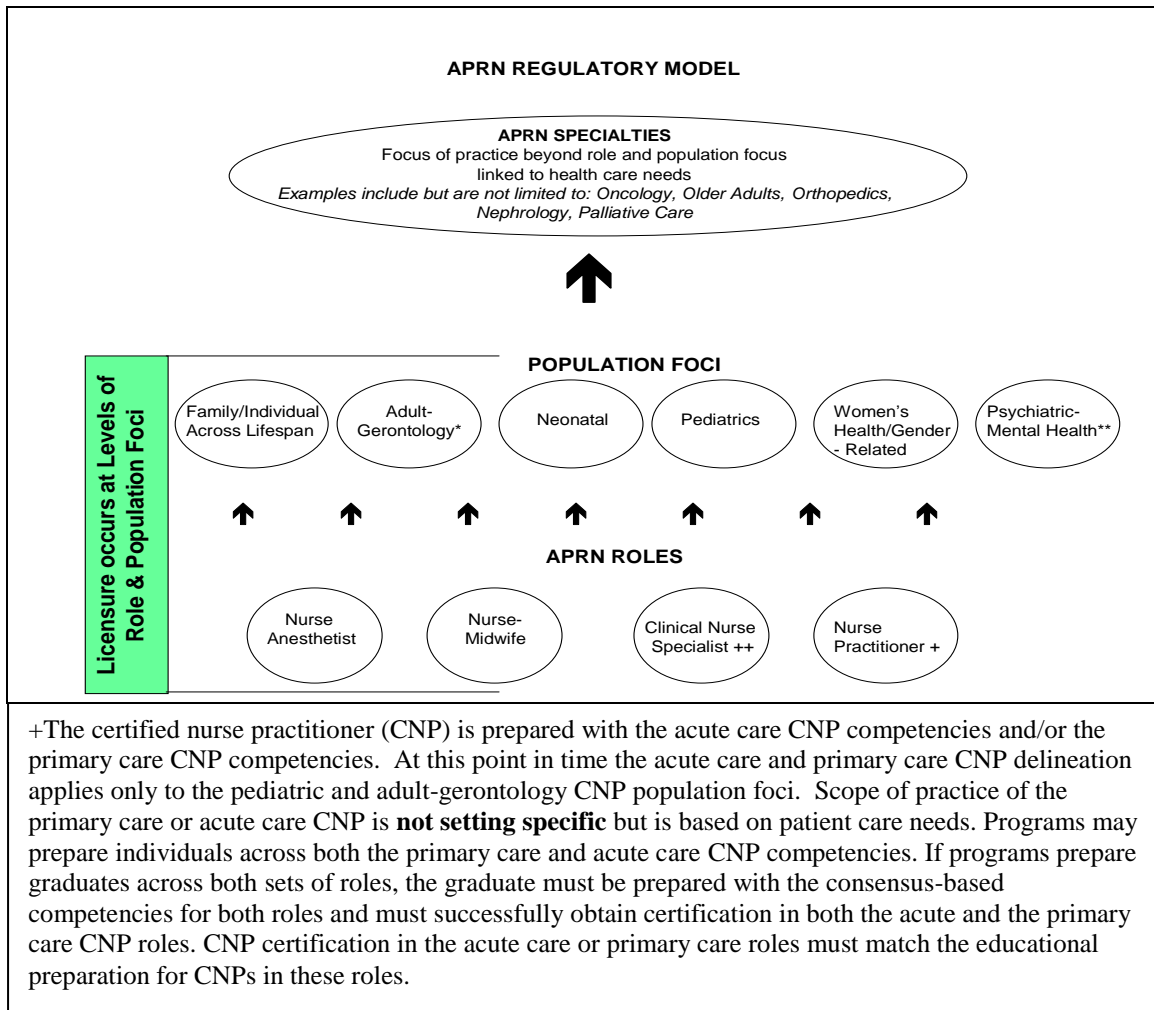 APRN REGULATORY MODEL
APRN SPECIALTIES
Focus of practice beyond role and population focus
linked to health care needs
Examples include but are not limited to: Oncology, Older Adults, Orthopedics,
Nephrology, Palliative Care
Licensure occurs at Levels of
Role & Population Foci
POPULATION FOCI
Family/Individual
Across Lifespan
Adult-
Gerontology*
Neonatal
Pediatrics
Women's
Health/Gender
- Related
Psychiatric-
Mental Health**
APRN ROLES
Nurse
Anesthetist
Nurse-
Midwife
Clinical Nurse
Specialist ++
Nurse
Practitioner +
+The certified nurse practitioner (CNP) is prepared with the acute care CNP competencies and/or the
primary care CNP competencies.  At this point in time the acute care and primary care CNP delineation
applies only to the pediatric and adult-gerontology CNP population foci.  Scope of practice of the
primary care or acute care CNP is not setting specific but is based on patient care needs. Programs may
prepare individuals across both the primary care and acute care CNP competencies. If programs prepare
graduates across both sets of roles, the graduate must be prepared with the consensus-based
competencies for both roles and must successfully obtain certification in both the acute and the primary
care CNP roles. CNP certification in the acute care or primary care roles must match the educational
preparation for CNPs in these roles.